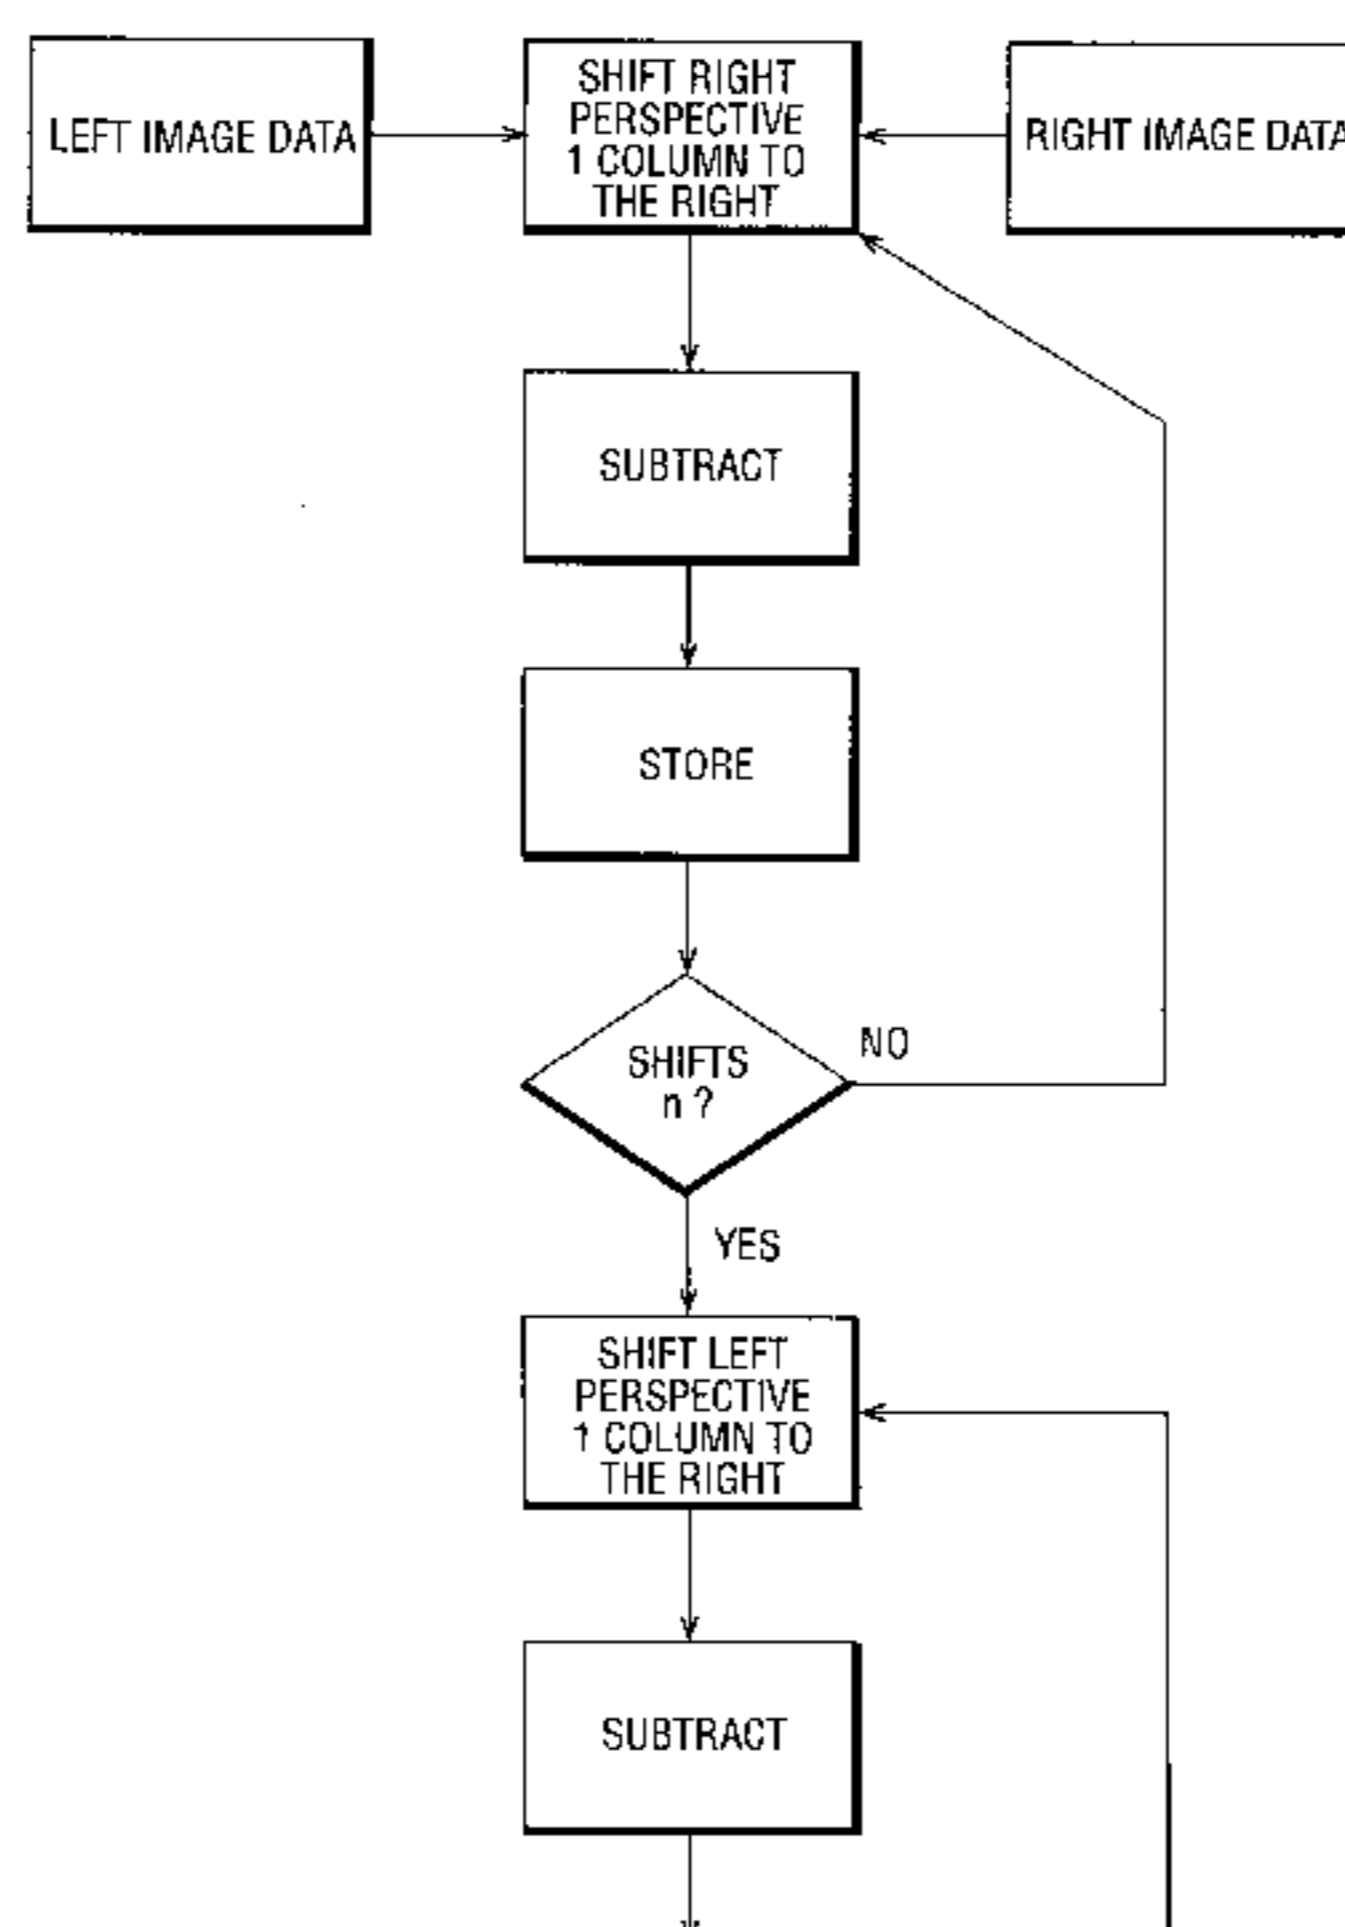 LEFT IMAGE DATA
SHIFT RIGHT
PERSPECTIVE
1 COLUMN TO
THE RIGHT
RIGHT IMAGE DATA
SUBTRACT
STORE
SHIFTS
n ?
NO
YES
SHIFT LEFT
PERSPECTIVE
1 COLUMN TO
THE RIGHT
SUBTRACT